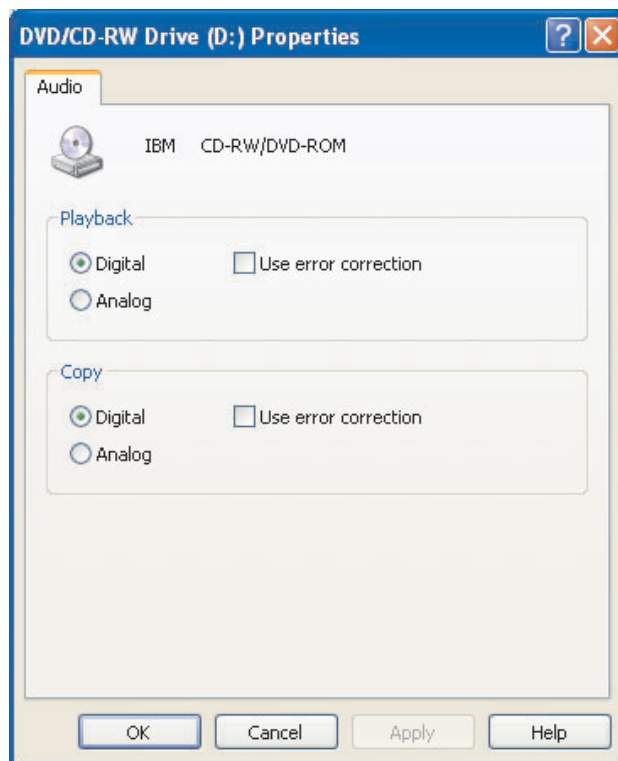 DVD/CD-RW Drive (D:) Properties
Audio
IBM CD-RW/DVD-ROM
Playback
Digital Use error correction
Analog
Copy
Digital Use error correction
Analog
OK Cancel Apply Help